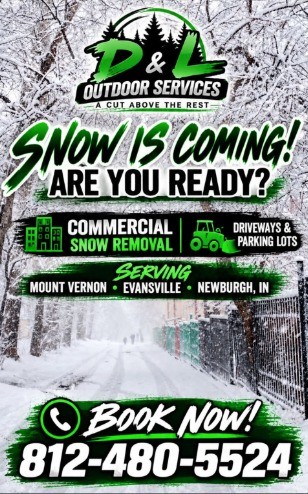 D & L
OUTDOOR SERVICES
A CUT ABOVE THE REST
SNOW IS COMING!
ARE YOU READY?
COMMERCIAL
SNOW REMOVAL
DRIVEWAYS &
PARKING LOTS
SERVING
MOUNT VERNON • EVANSVILLE • NEWBURGH, IN
BOOK NOW!
812-480-5524